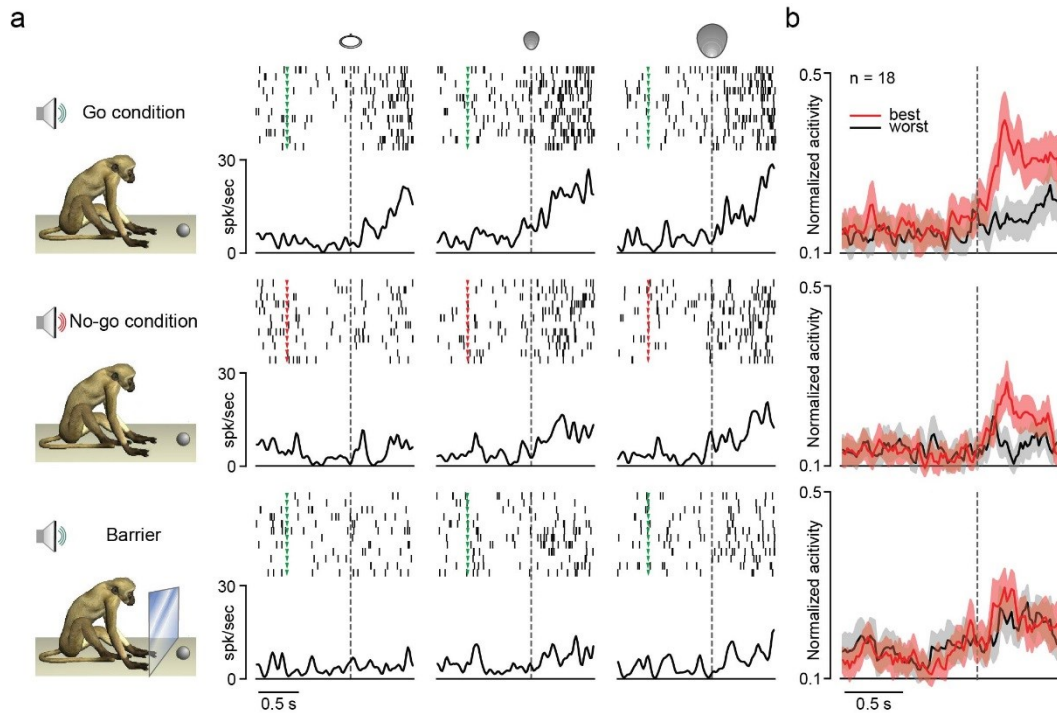 a
b
Go condition
30
spk/sec
0
0.5
n = 18
best
worst
Normalized acitivity
0.1
No-go condition
30
spk/sec
0
0.5
Normalized acitivity
0.1
Barrier
30
spk/sec
0
0.5 s
0.5
Normalized acitivity
0.1
0.5 s